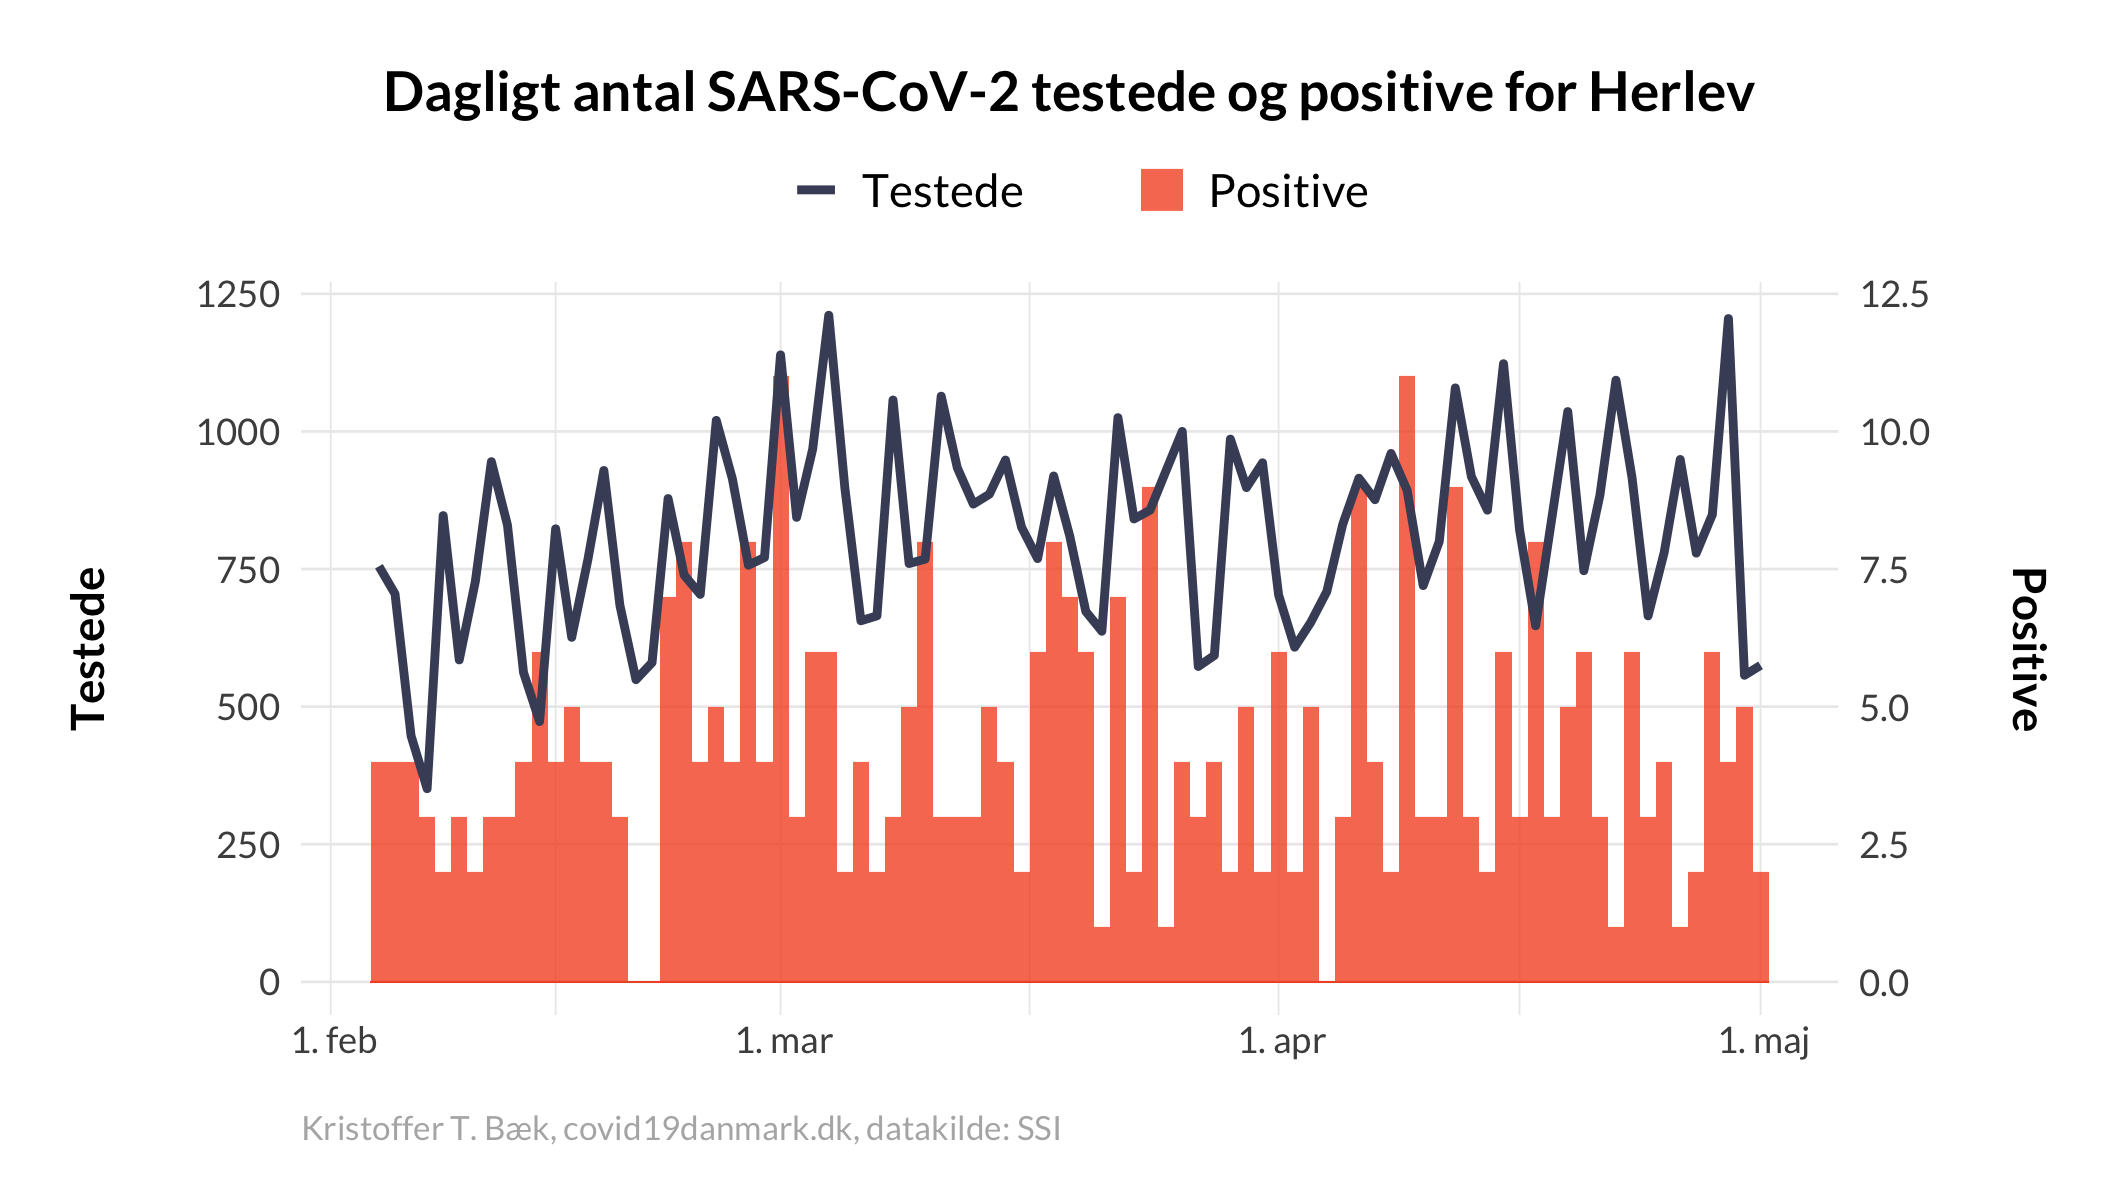 Dagligt antal SARS-CoV-2 testede og positive for Herlev
Testede
Positive
1250
1000
750
500
250
0
Testede
12.5
10.0
7.5
5.0
2.5
0.0
Positive
1. feb
1. mar
1. apr
1. maj
Kristoffer T. Bæk, covid19danmark.dk, datakilde: SSI